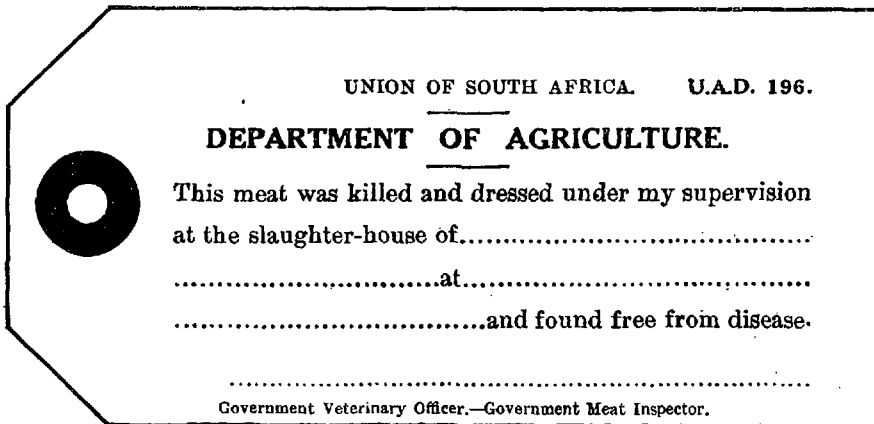 UNION OF SOUTH AFRICA. U.A.D. 196.
DEPARTMENT OF AGRICULTURE.
This meat was killed and dressed under my supervision
at the slaughter-house of........................................
................................at........................................
.....................................and found free from disease.
......................................................................
Government Veterinary Officer.—Government Meat Inspector.